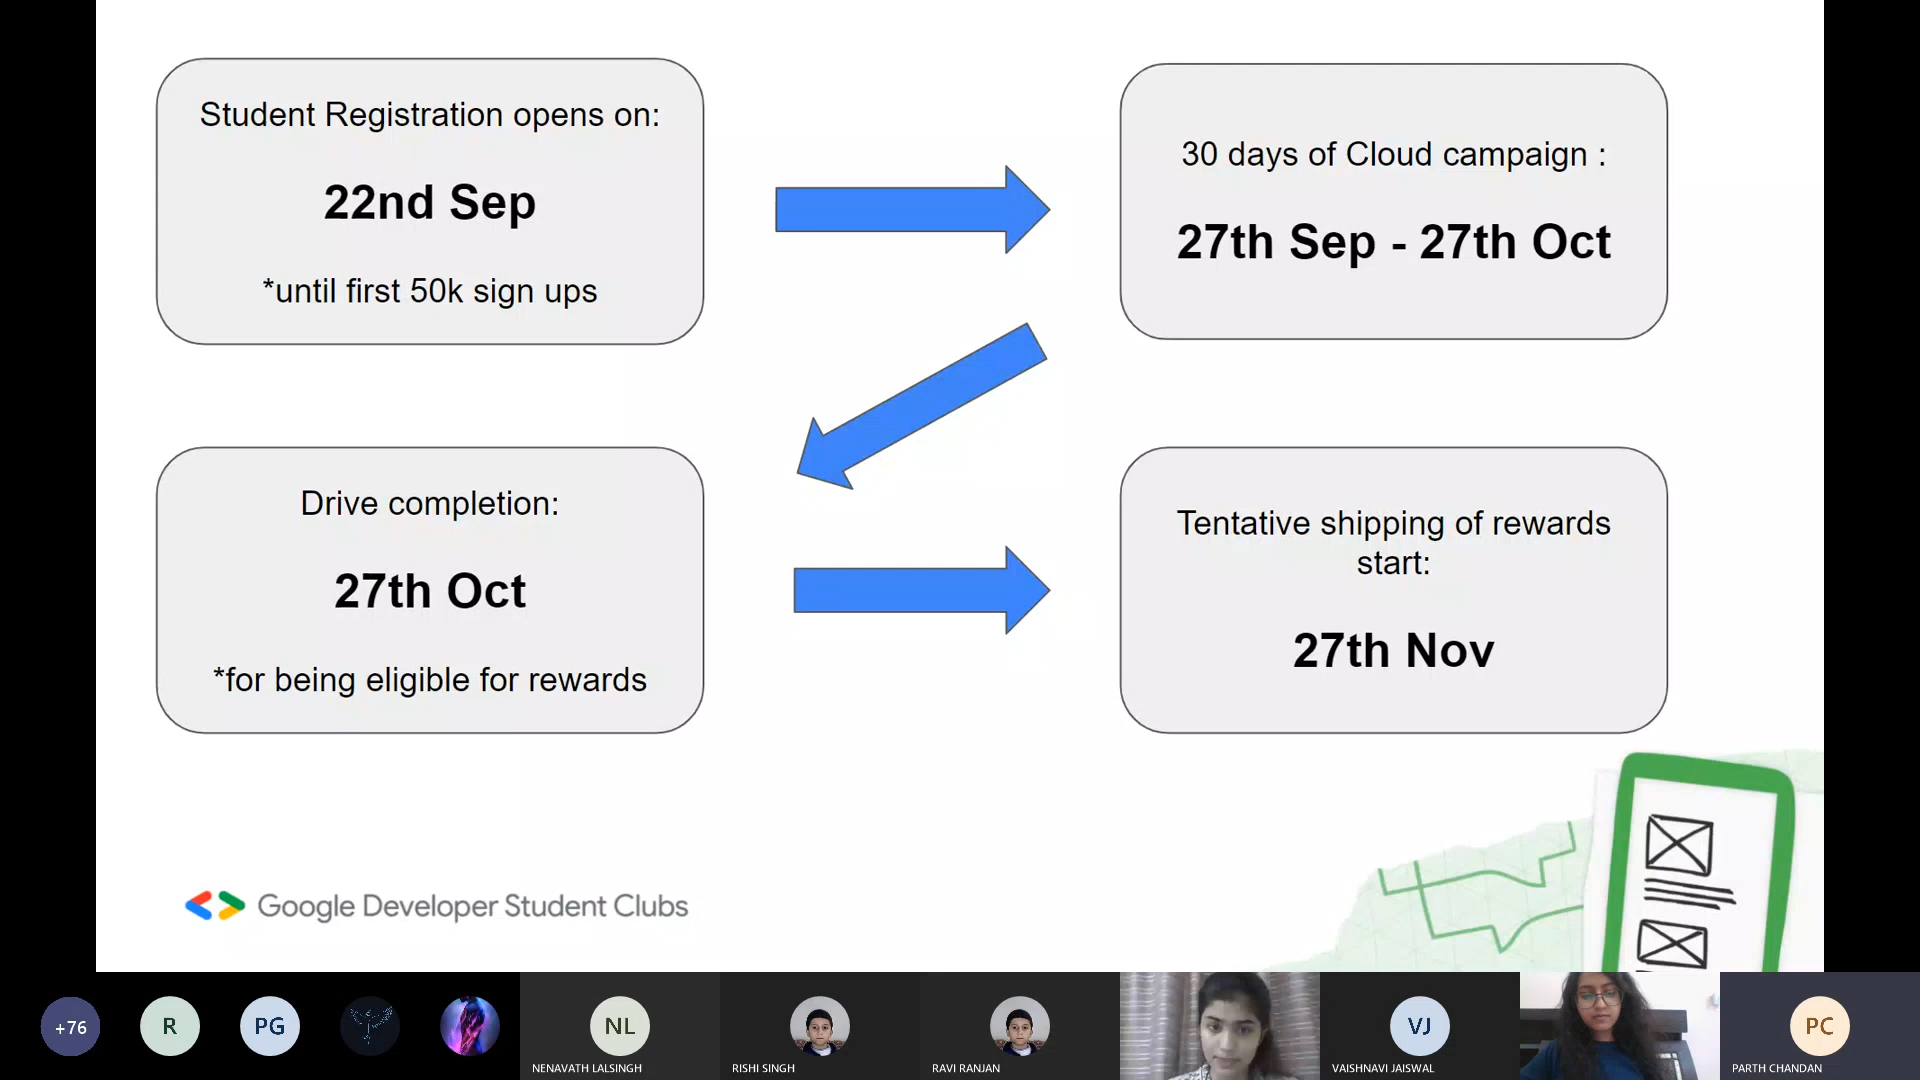 Student Registration opens on:
22nd Sep
*until first 50k sign ups
30 days of Cloud campaign :
27th Sep - 27th Oct
Drive completion:
27th Oct
*for being eligible for rewards
Tentative shipping of rewards
start:
27th Nov
Google Developer Student Clubs
+76
R
PG
NL
NENAVATH LALSINGH
RISHI SINGH
RAVI RANJAN
VJ
VAISHNAVI JAISWAL
PC
PARTH CHANDAN